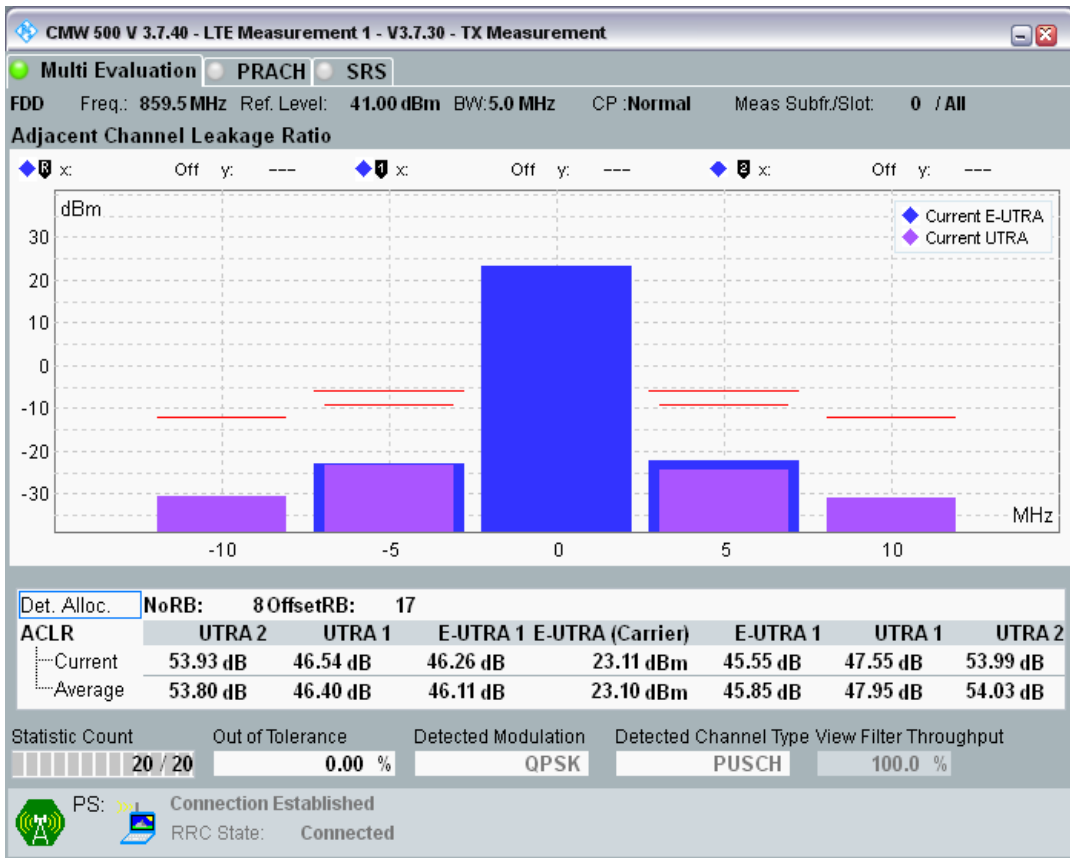 CMW 500 V 3.7.40 - LTE Measurement 1 - V3.7.30 - TX Measurement
Multi Evaluation PRACH SRS
FDD Freq.: 859.5 MHz Ref. Level: 41.00 dBm BW:5.0 MHz CP :Normal Meas Subfr./Slot: 0 / All
Adjacent Channel Leakage Ratio
R x: Off y: --- 1 x: Off y: --- 2 x: Off y: ---
dBm
Current E-UTRA
Current UTRA
30
20
10
0
-10
-20
-30
MHz
-10 -5 0 5 10
Det. Alloc. NoRB: 8 OffsetRB: 17
ACLR UTRA 2 UTRA 1 E-UTRA 1 E-UTRA (Carrier) E-UTRA 1 UTRA 1 UTRA 2
Current 53.93 dB 46.54 dB 46.26 dB 23.11 dBm 45.55 dB 47.55 dB 53.99 dB
Average 53.80 dB 46.40 dB 46.11 dB 23.10 dBm 45.85 dB 47.95 dB 54.03 dB
Statistic Count Out of Tolerance Detected Modulation Detected Channel Type View Filter Throughput
20 / 20 0.00 % QPSK PUSCH 100.0 %
PS: Connection Established
RRC State: Connected